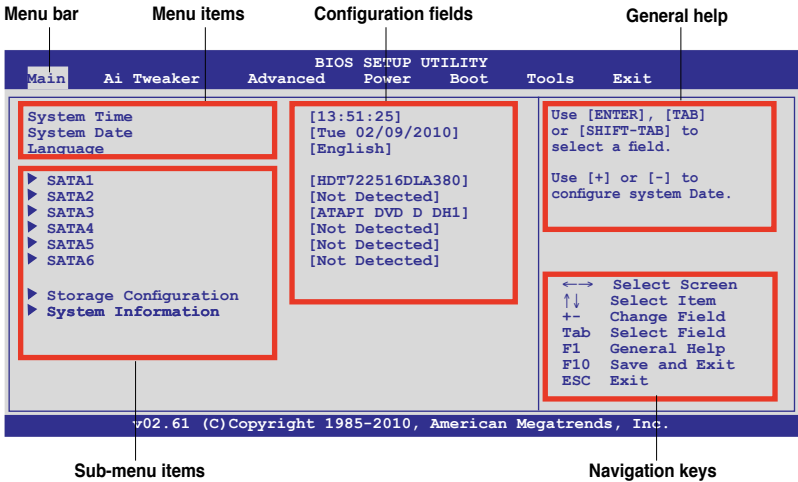 Menu bar Menu items Configuration fields General help
BIOS SETUP UTILITY
Main Ai Tweaker Advanced Power Boot Tools Exit
System Time [13:51:25]
System Date [Tue 02/09/2010]
Language [English]
▶ SATA1 [HDT722516DLA380]
▶ SATA2 [Not Detected]
▶ SATA3 [ATAPI DVD D DH1]
▶ SATA4 [Not Detected]
▶ SATA5 [Not Detected]
▶ SATA6 [Not Detected]
▶ Storage Configuration
▶ System Information
Use [ENTER], [TAB]
or [SHIFT-TAB] to
select a field.
Use [+] or [-] to
configure system Date.
←→ Select Screen
↑↓ Select Item
+- Change Field
Tab Select Field
F1 General Help
F10 Save and Exit
ESC Exit
v02.61 (C)Copyright 1985-2010, American Megatrends, Inc.
Sub-menu items Navigation keys